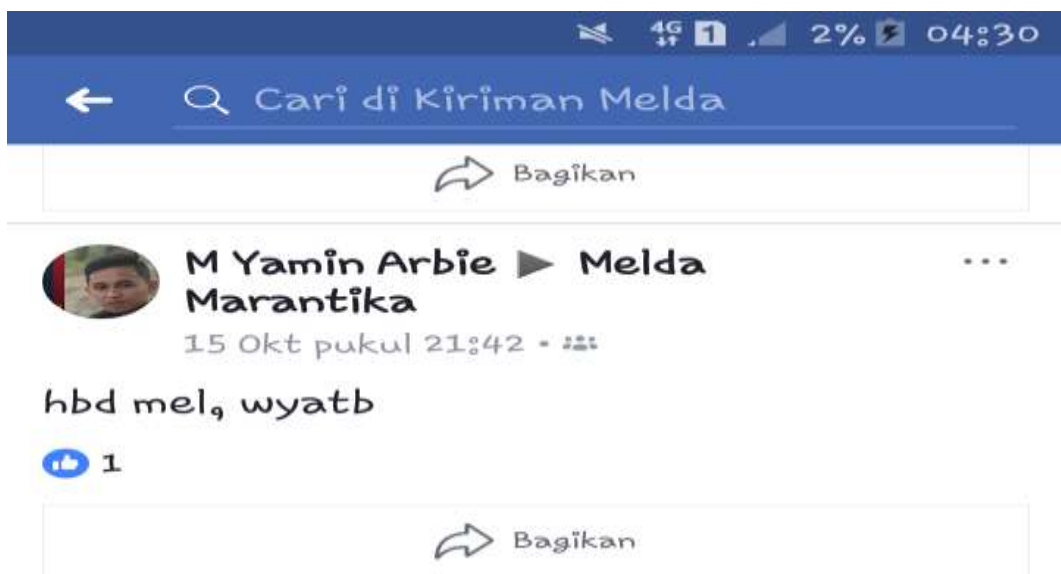 4G 1 2% 04:30
Cari di Kiriman Melda
Bagikan
M Yamin Arbie ▶ Melda
Marantika
15 Okt pukul 21:42 •
hbd mel, wyatb
1
Bagikan